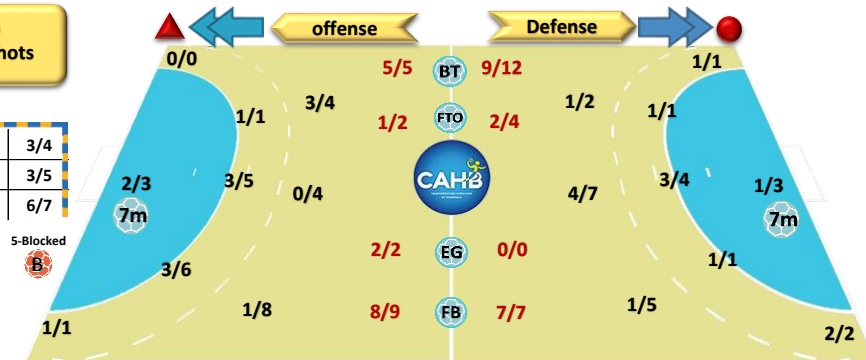 offense
Defense
hots
0/0
5/5
BT
9/12
1/1
3/4
1/2
1/1
1/1
1/2
FTO
2/4
3/4
3/5
6/7
2/3
7m
3/5
0/4
CAHB
4/7
3/4
1/3
7m
5-Blocked
B
2/2
EG
0/0
3/6
1/1
1/8
8/9
FB
7/7
1/5
1/1
2/2